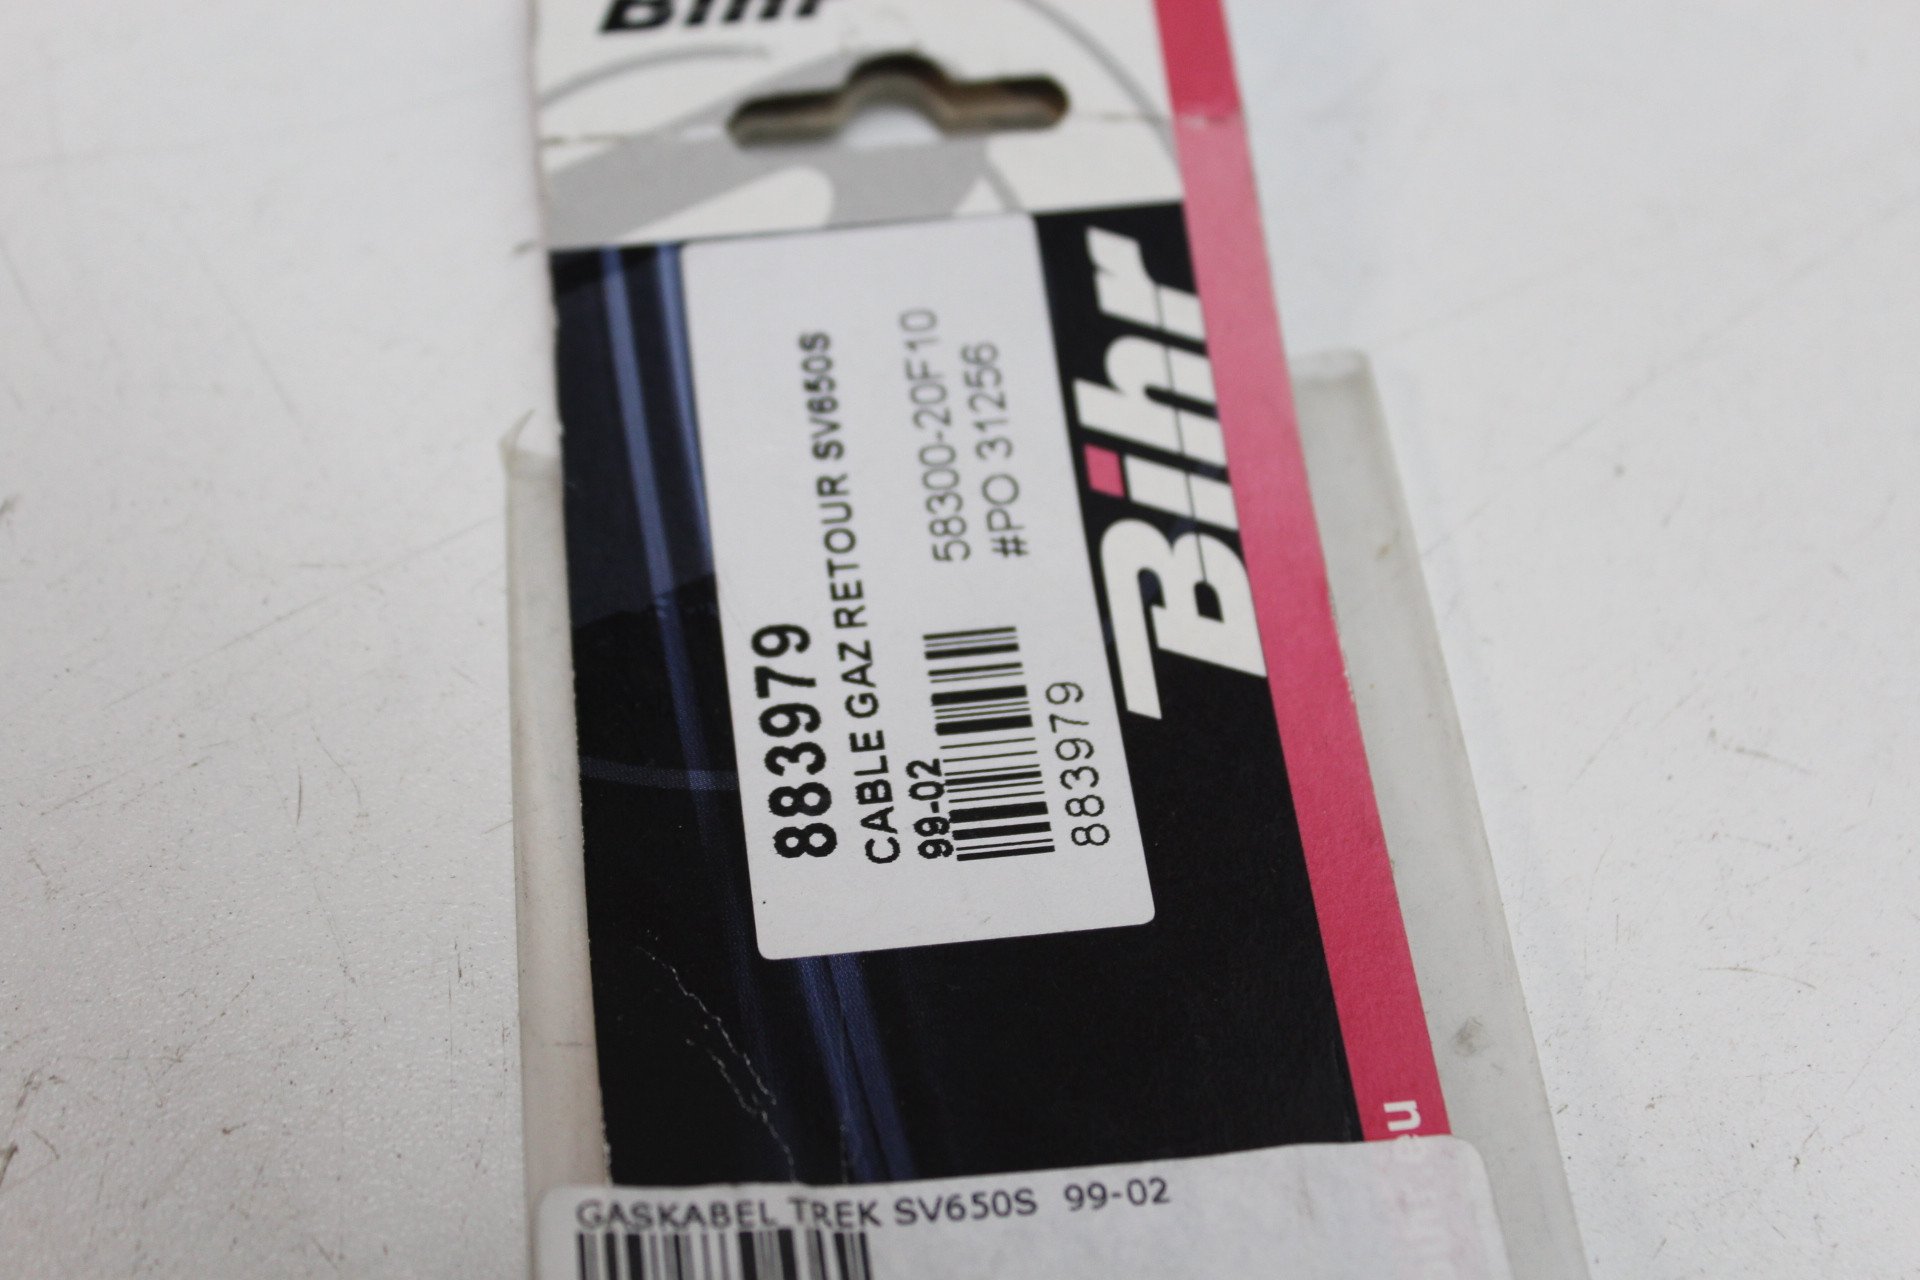 Bihr
883979
CABLE GAZ RETOUR SV650S
99-02
58300-20F10
#PO 31256
883979
Bihr
GASKABEL TREK SV650S 99-02